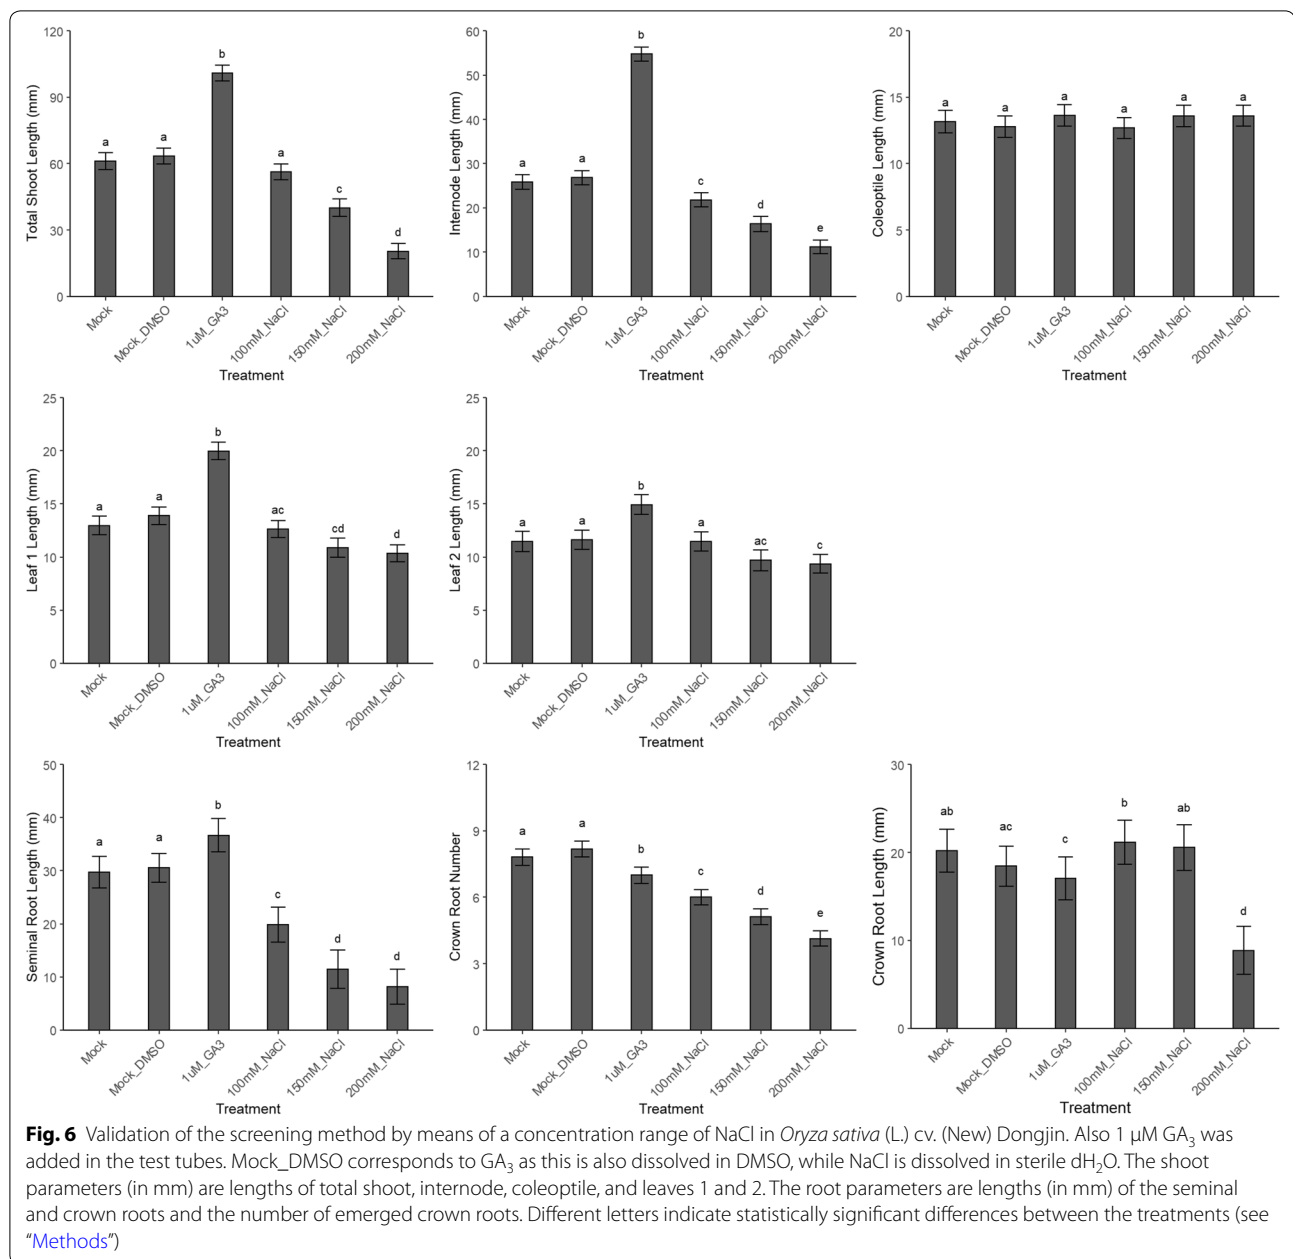 Total Shoot Length (mm)
120
90
60
30
0
a
a
b
a
c
d
Mock
Mock_DMSO
1uM_GA3
100mM_NaCl
150mM_NaCl
200mM_NaCl
Treatment
Internode Length (mm)
60
50
40
30
20
10
0
a
a
b
c
d
e
Mock
Mock_DMSO
1uM_GA3
100mM_NaCl
150mM_NaCl
200mM_NaCl
Treatment
Coleoptile Length (mm)
20
15
10
5
0
a
a
a
a
a
a
Mock
Mock_DMSO
1uM_GA3
100mM_NaCl
150mM_NaCl
200mM_NaCl
Treatment
Leaf 1 Length (mm)
25
20
15
10
5
0
a
a
b
ac
cd
d
Mock
Mock_DMSO
1uM_GA3
100mM_NaCl
150mM_NaCl
200mM_NaCl
Treatment
Leaf 2 Length (mm)
25
20
15
10
5
0
a
a
b
a
ac
c
Mock
Mock_DMSO
1uM_GA3
100mM_NaCl
150mM_NaCl
200mM_NaCl
Treatment
Seminal Root Length (mm)
50
40
30
20
10
0
a
a
b
c
d
d
Mock
Mock_DMSO
1uM_GA3
100mM_NaCl
150mM_NaCl
200mM_NaCl
Treatment
Crown Root Number
12
9
6
3
0
a
a
b
c
d
e
Mock
Mock_DMSO
1uM_GA3
100mM_NaCl
150mM_NaCl
200mM_NaCl
Treatment
Crown Root Length (mm)
30
20
10
0
ab
ac
c
b
ab
d
Mock
Mock_DMSO
1uM_GA3
100mM_NaCl
150mM_NaCl
200mM_NaCl
Treatment
Fig. 6 Validation of the screening method by means of a concentration range of NaCl in Oryza sativa (L.) cv. (New) Dongjin. Also 1 µM GA3 was
added in the test tubes. Mock_DMSO corresponds to GA3 as this is also dissolved in DMSO, while NaCl is dissolved in sterile dH2O. The shoot
parameters (in mm) are lengths of total shoot, internode, coleoptile, and leaves 1 and 2. The root parameters are lengths (in mm) of the seminal
and crown roots and the number of emerged crown roots. Different letters indicate statistically significant differences between the treatments (see
“Methods”)